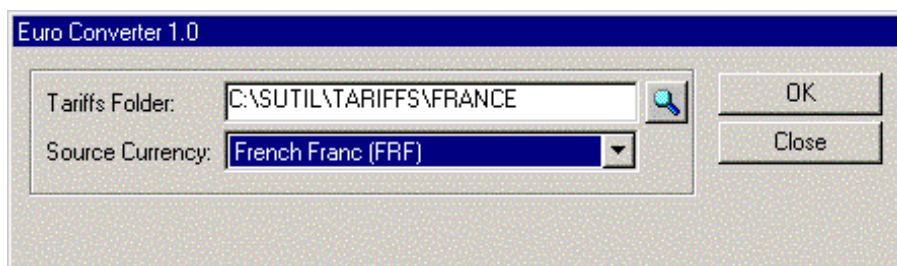 Euro Converter 1.0
Tariffs Folder: C:\SUTIL\TARIFFS\FRANCE OK
Source Currency: French Franc (FRF) Close